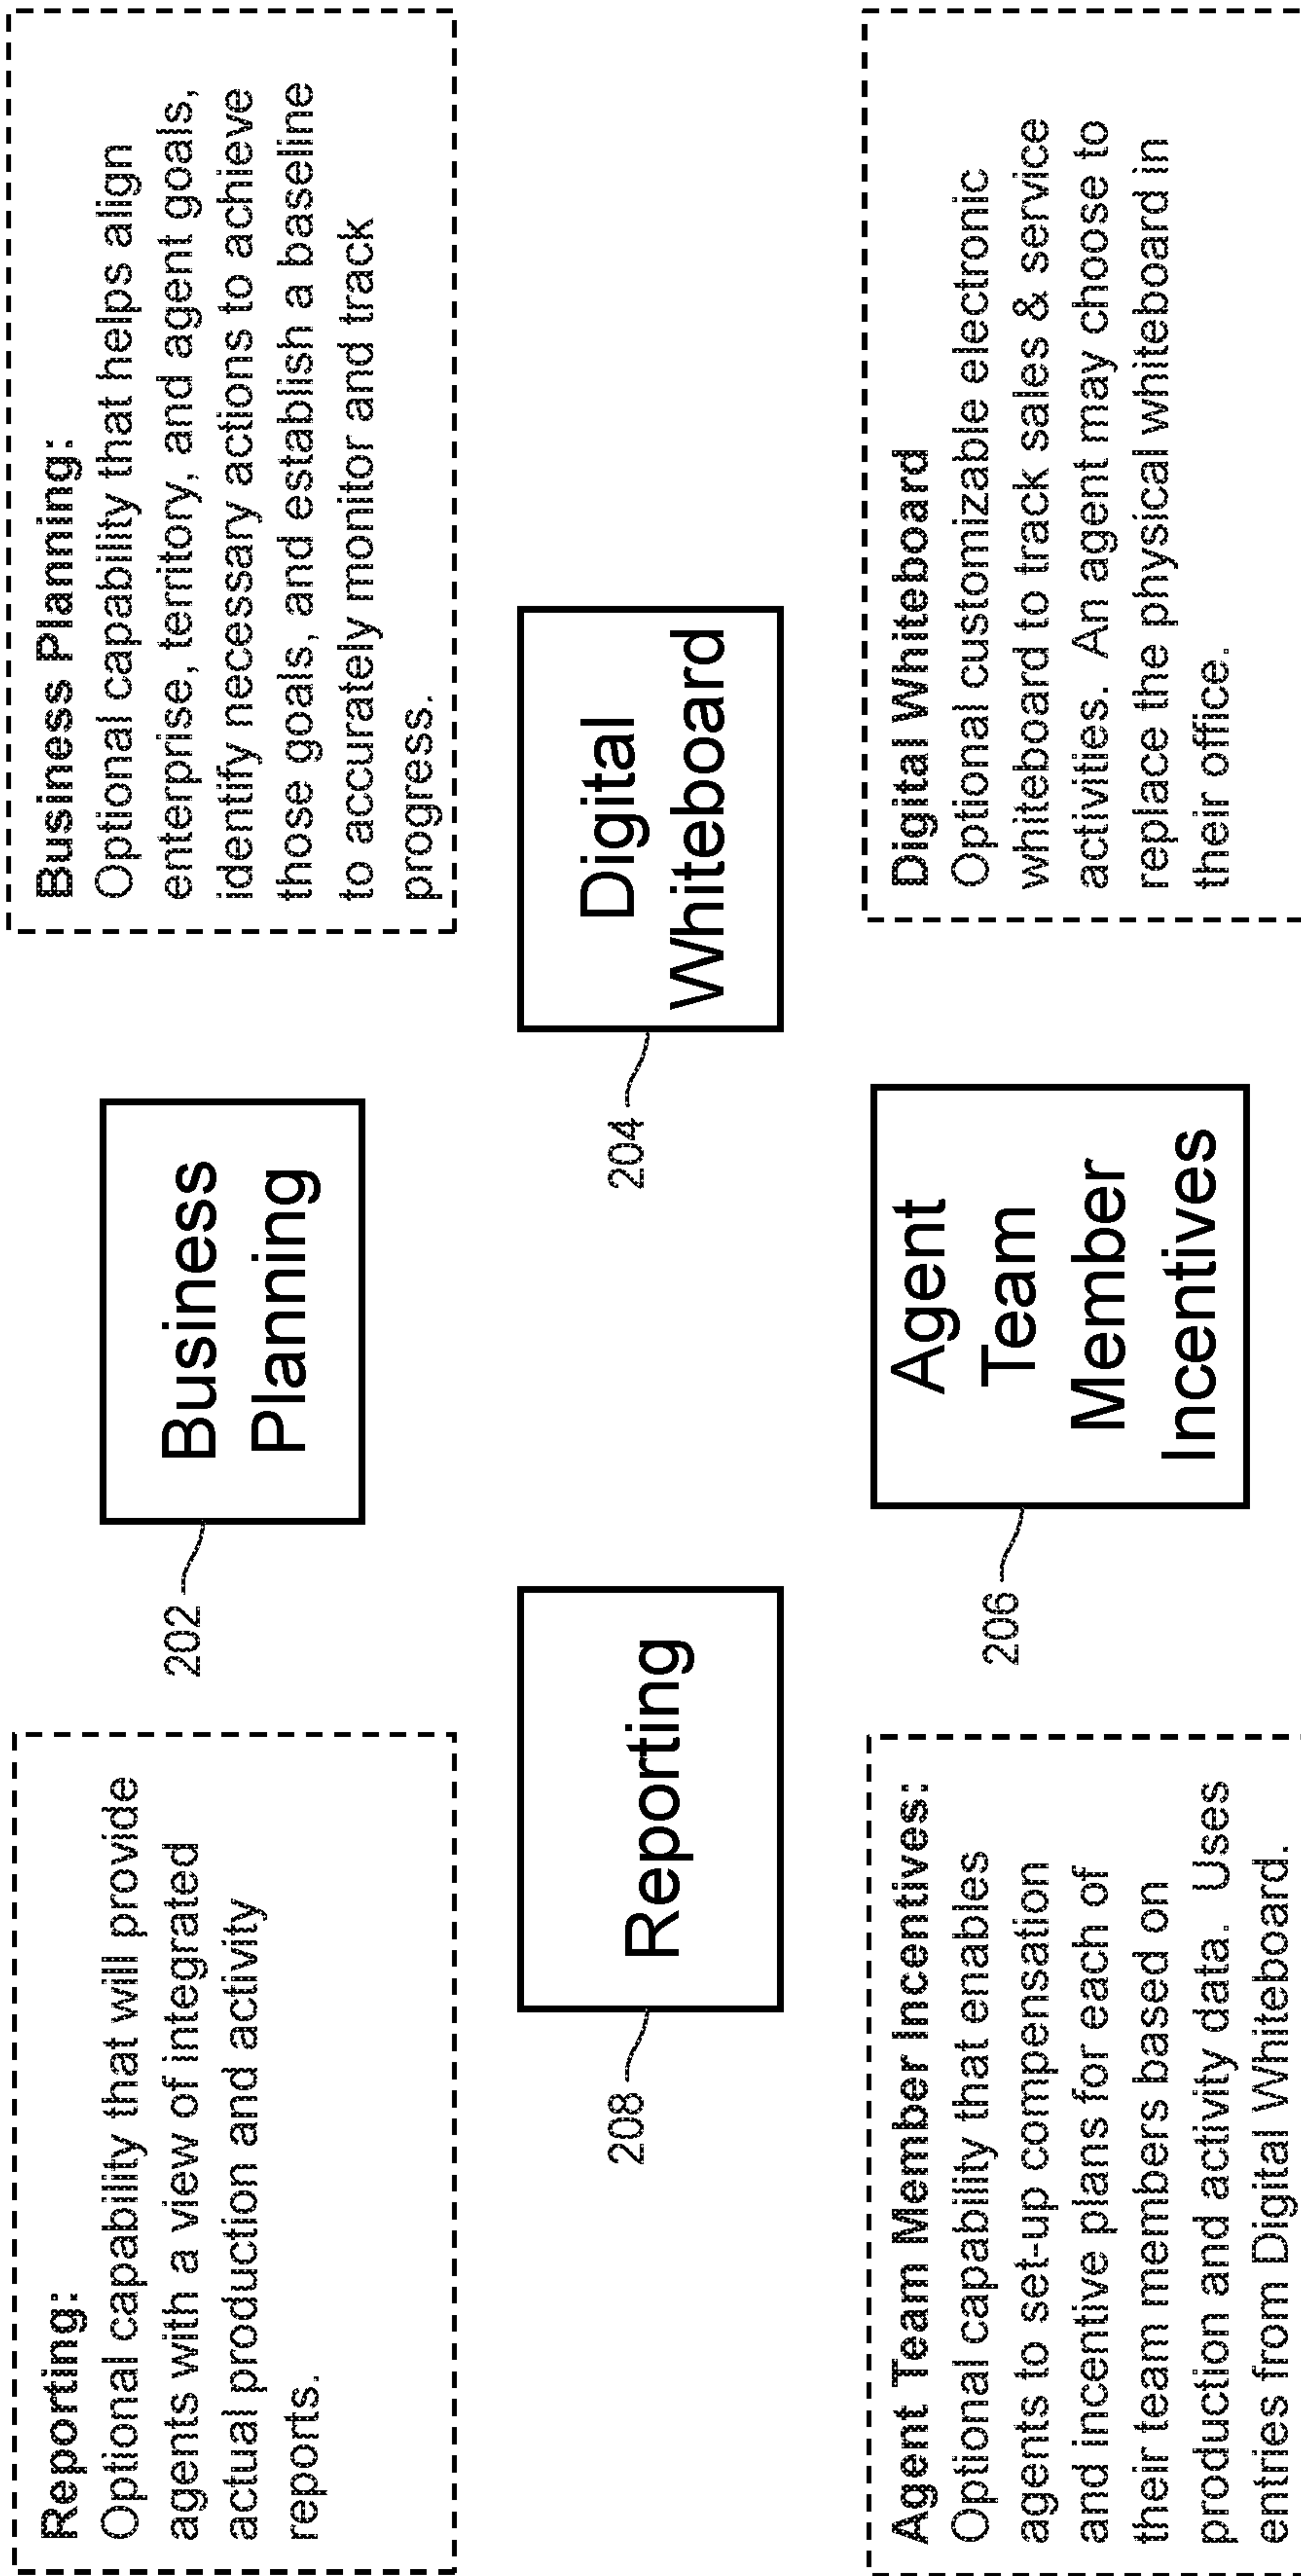 Reporting:
Optional capability that will provide
agents with a view of integrated
actual production and activity
reports.
202
Business
Planning
Business Planning:
Optional capability that helps align
enterprise, territory, and agent goals,
identify necessary actions to achieve
those goals, and establish a baseline
to accurately monitor and track
progress.
208
Reporting
204
Digital
Whiteboard
Agent Team Member Incentives:
Optional capability that enables
agents to set-up compensation
and incentive plans for each of
their team members based on
production and activity data.  Uses
entries from Digital Whiteboard.
206
Agent
Team
Member
Incentives
Digital Whiteboard
Optional customizable electronic
whiteboard to track sales & service
activities.  An agent may choose to
replace the physical whiteboard in
their office.